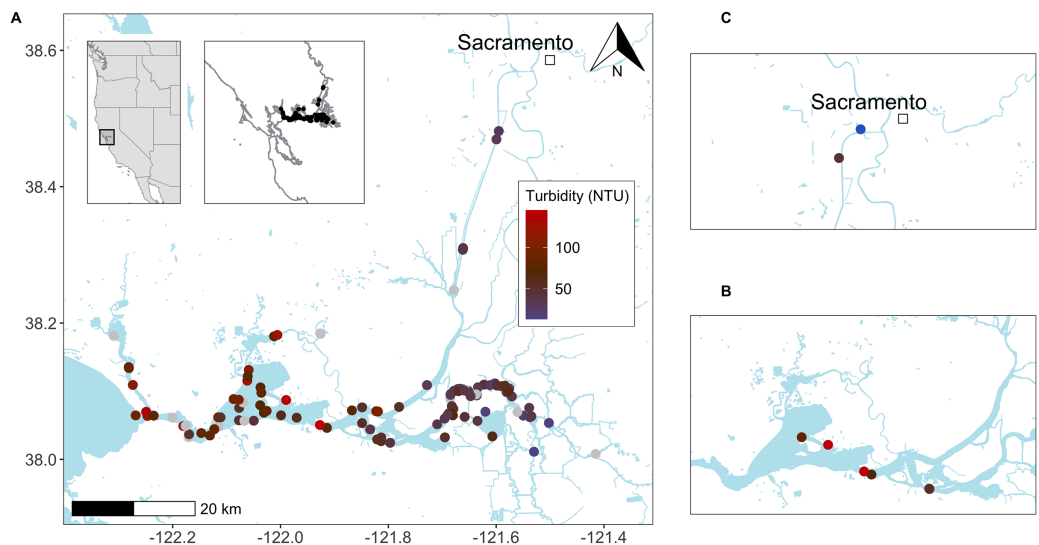 A
C
38.6
Sacramento
N
Sacramento
38.4
Turbidity (NTU)
100
50
38.2
B
38.0
20 km
-122.2
-122.0
-121.8
-121.6
-121.4